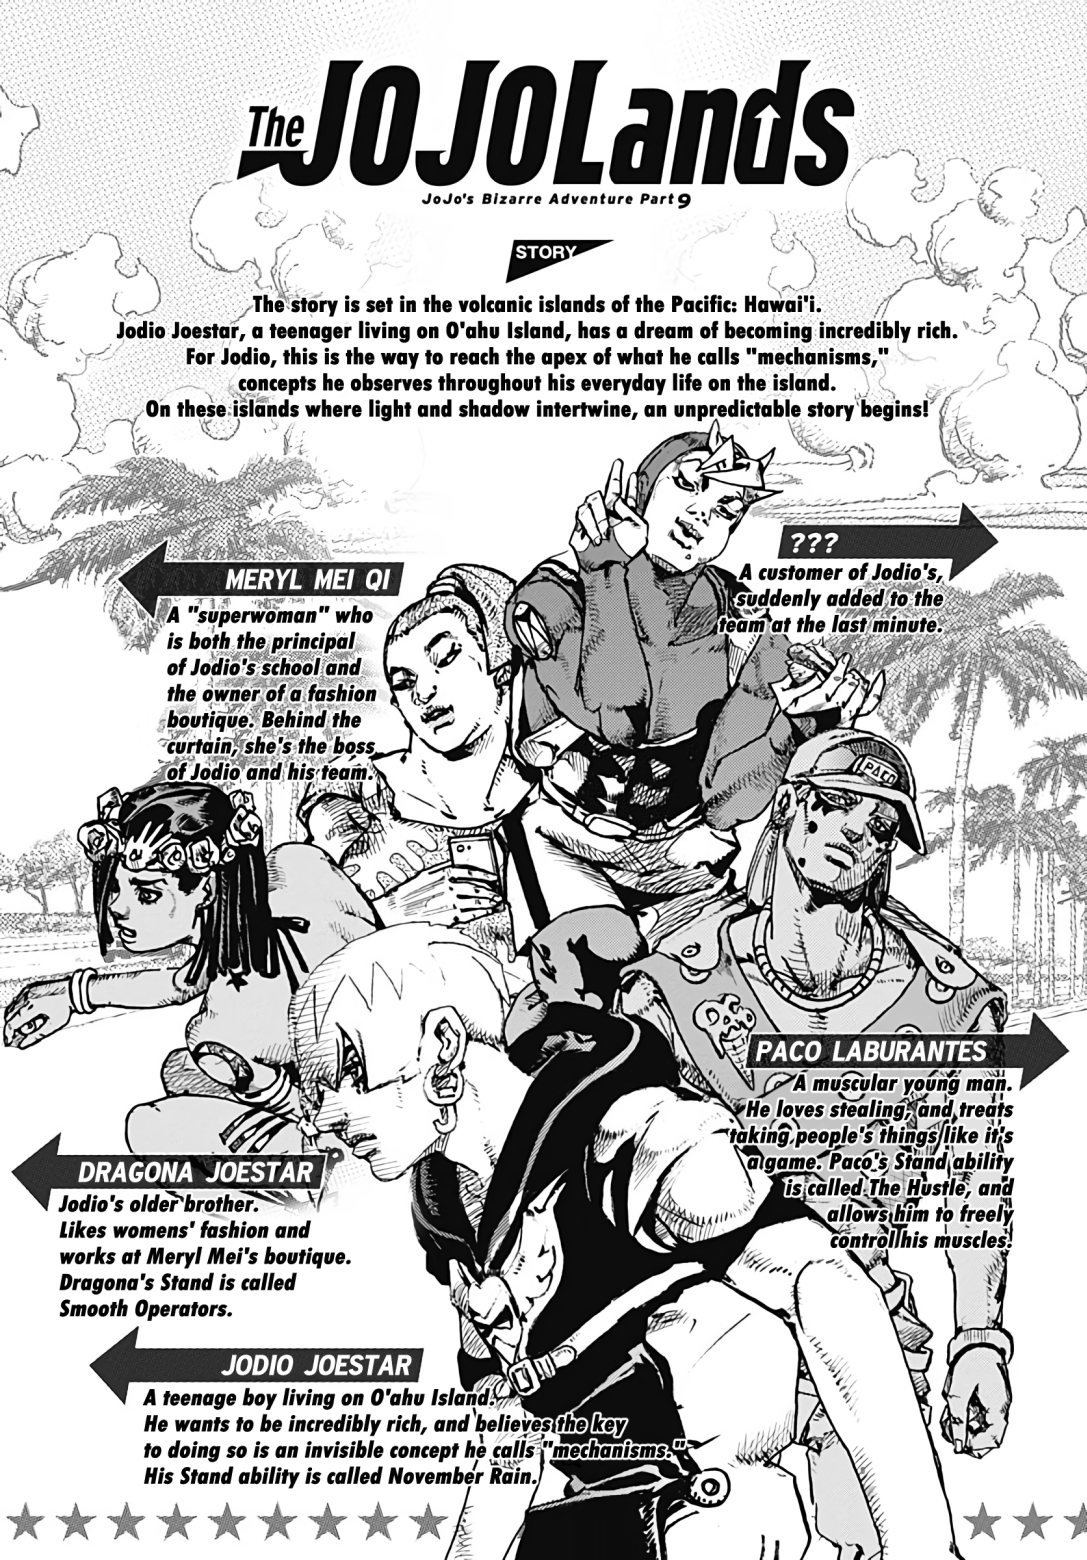 The JOJOLands
JoJo's Bizarre Adventure Part 9
STORY
The story is set in the volcanic islands of the Pacific: Hawai'i.
Jodio Joestar, a teenager living on O'ahu Island, has a dream of becoming incredibly rich.
For Jodio, this is the way to reach the apex of what he calls "mechanisms,"
concepts he observes throughout his everyday life on the island.
On these islands where light and shadow intertwine, an unpredictable story begins!
???
A customer of Jodio's,
suddenly added to the
team at the last minute.
MERYL MEI QI
A "superwoman" who
is both the principal
of Jodio's school and
the owner of a fashion
boutique. Behind the
curtain, she's the boss
of Jodio and his team.
PACO
PACO LABURANTES
A muscular young man.
He loves stealing, and treats
taking people's things like it's
a game. Paco's Stand ability
is called The Hustle, and
allows him to freely
control his muscles.
DRAGONA JOESTAR
Jodio's older brother.
Likes womens' fashion and
works at Meryl Mei's boutique.
Dragona's Stand is called
Smooth Operators.
JODIO JOESTAR
A teenage boy living on O'ahu Island.
He wants to be incredibly rich, and believes the key
to doing so is an invisible concept he calls "mechanisms."
His Stand ability is called November Rain.